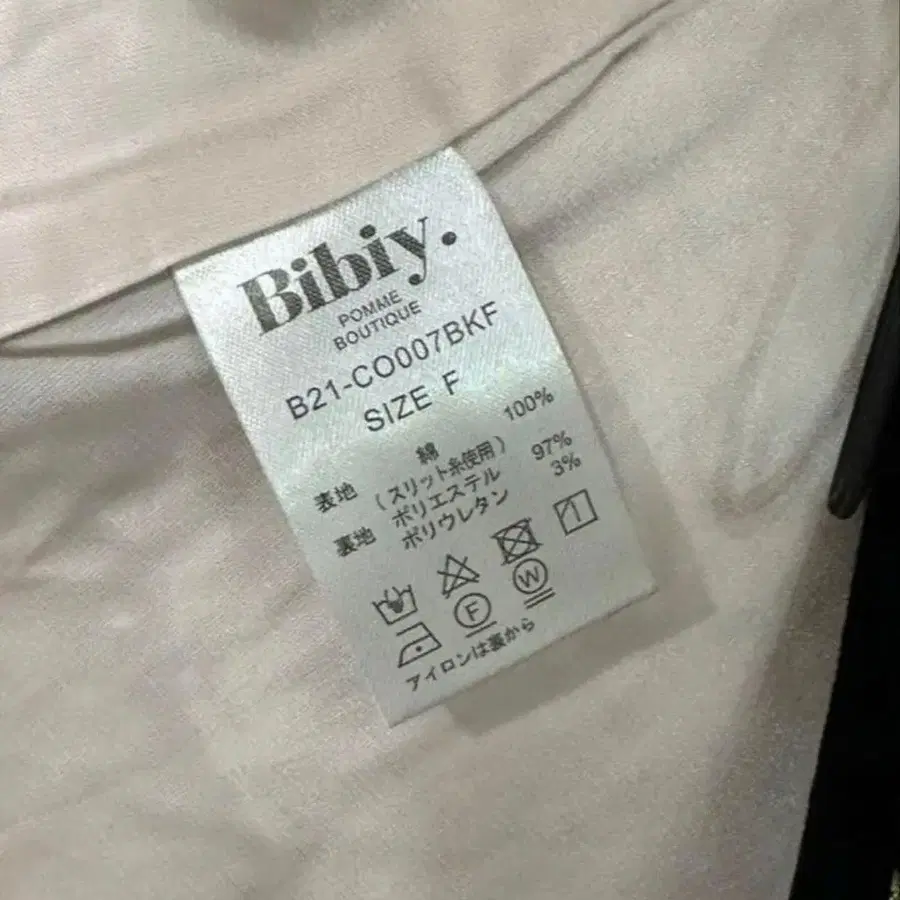 Bibiy.
POMME
BOUTIQUE
B21-CO007BKF
SIZE F
表地 綿 100%
(スリット糸使用)
裏地 ポリエステル 97%
ポリウレタン 3%
F W
アイロンは裏から